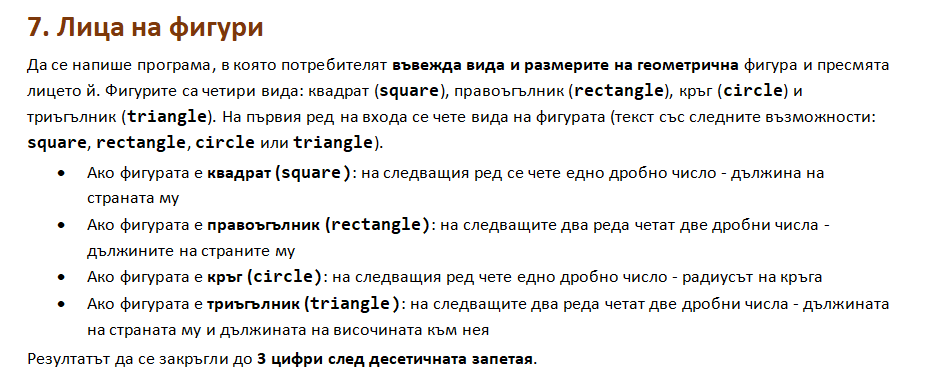 7. Лица на фигури
Да се напише програма, в която потребителят въвежда вида и размерите на геометрична фигура и пресмята
лицето й. Фигурите са четири вида: квадрат (square), правоъгълник (rectangle), кръг (circle) и
триъгълник (triangle). На първия ред на входа се чете вида на фигурата (текст със следните възможности:
square, rectangle, circle или triangle).
• Ако фигурата е квадрат (square): на следващия ред се чете едно дробно число - дължина на
страната му
• Ако фигурата е правоъгълник (rectangle): на следващите два реда четат две дробни числа -
дължините на страните му
• Ако фигурата е кръг (circle): на следващия ред чете едно дробно число - радиусът на кръга
• Ако фигурата е триъгълник (triangle): на следващите два реда четат две дробни числа - дължината
на страната му и дължината на височината към нея
Резултатът да се закръгли до 3 цифри след десетичната запетая.